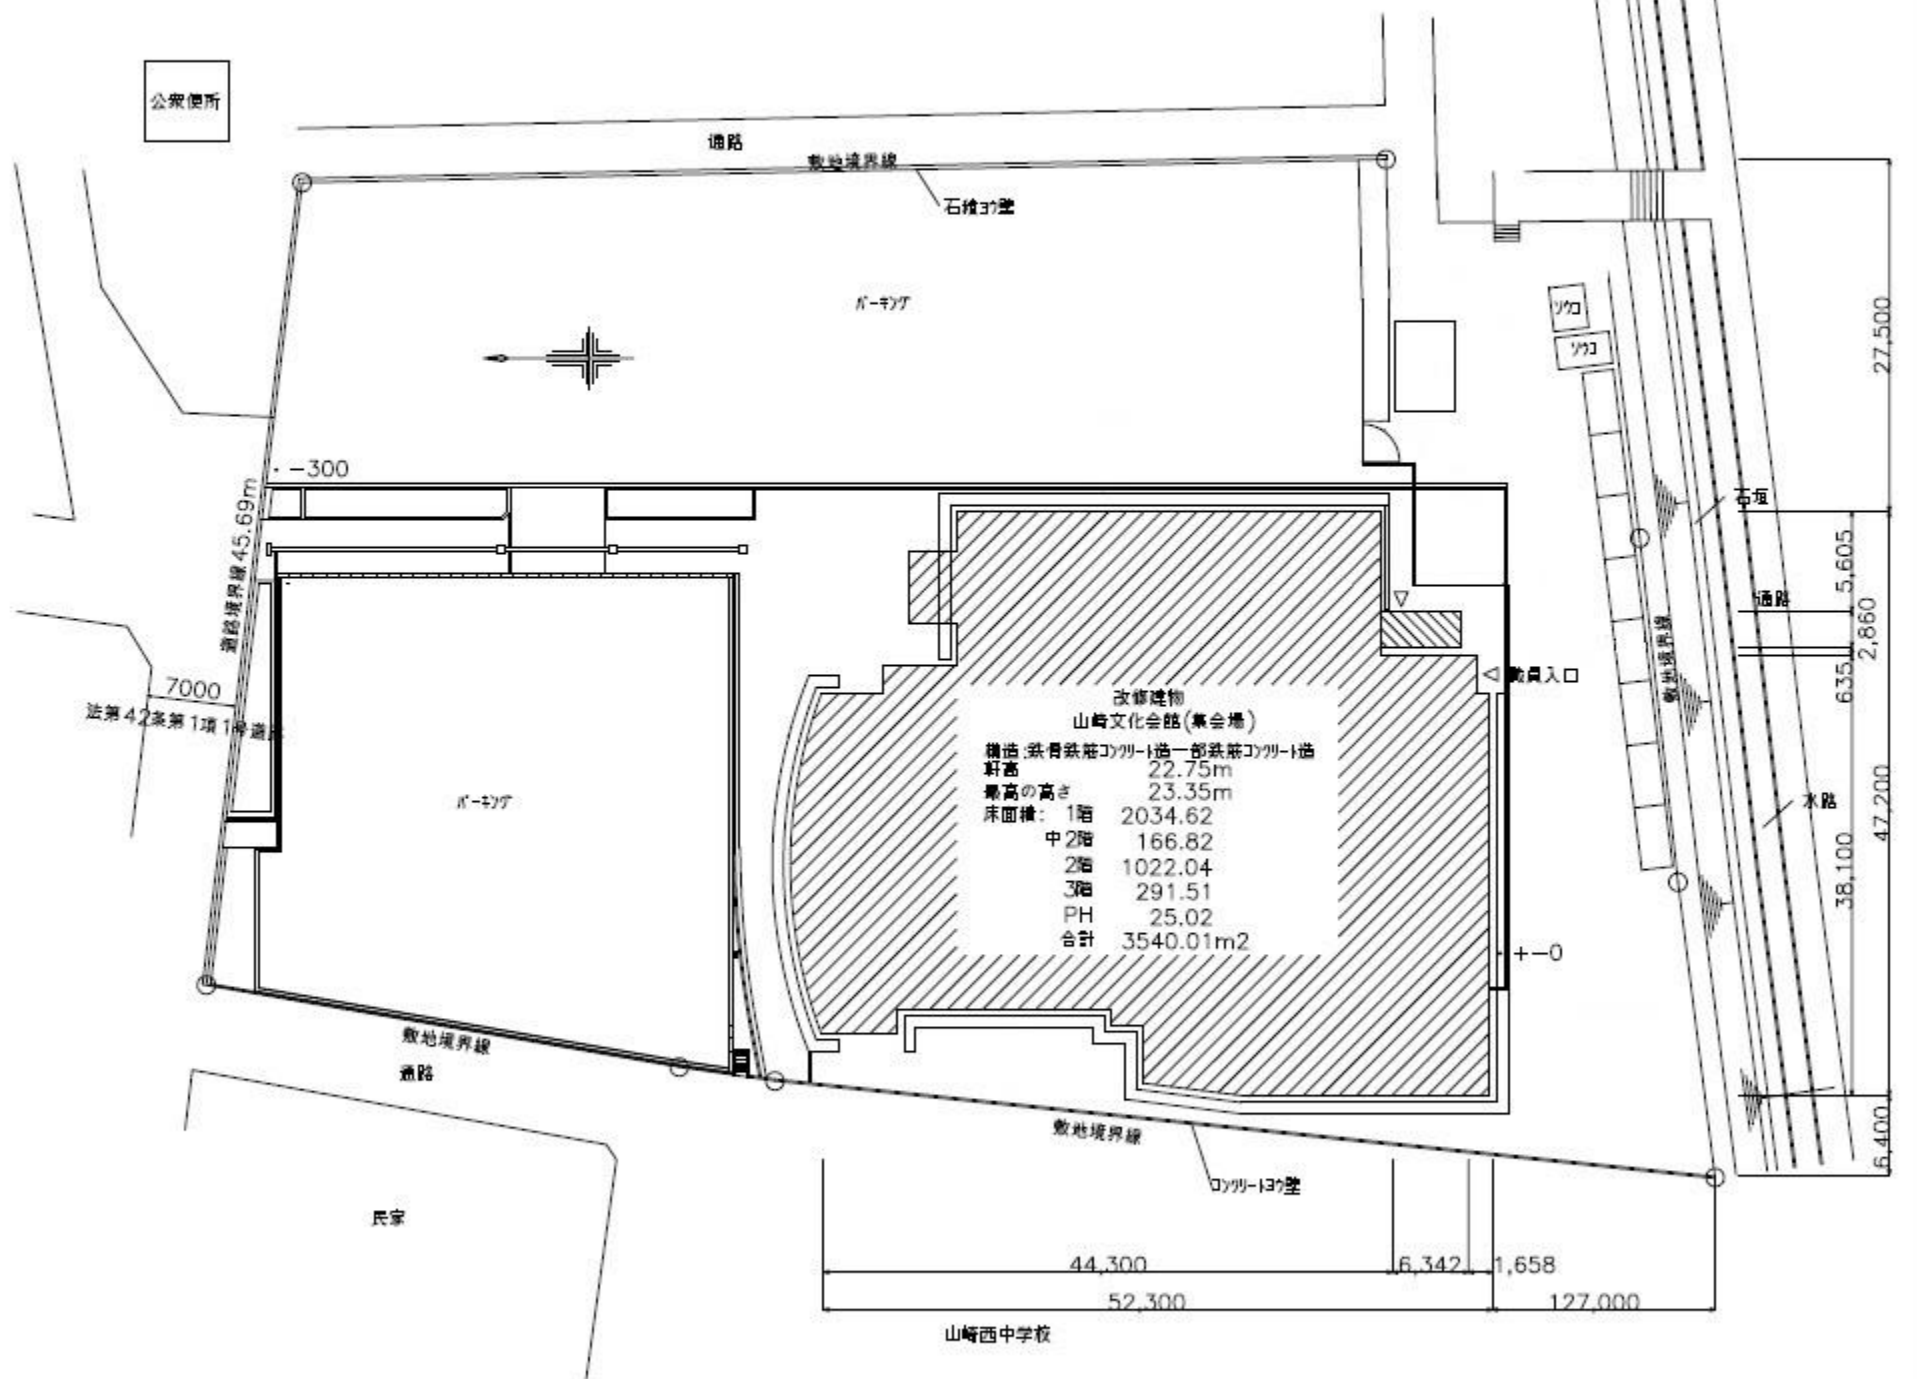 公衆便所
通路
敷地境界線
石積ヨウ壁
パーキング
ソウコ
ソウコ
27,500
-300
道路境界線45.69m
石垣
5,605
通路
2,860
635
敷地境界線
職員入口
7000
法第42条第1項1号道路
改修建物
山崎文化会館(集会場)
構造:鉄骨鉄筋コンクリート造一部鉄筋コンクリート造
軒高 22.75m
最高の高さ 23.35m
床面積: 1階 2034.62
中2階 166.82
2階 1022.04
3階 291.51
PH 25.02
合計 3540.01m2
パーキング
水路
47,200
38,100
+-0
敷地境界線
通路
敷地境界線
コンクリートヨウ壁
6,400
民家
44,300
6,342
1,658
52,300
127,000
山崎西中学校